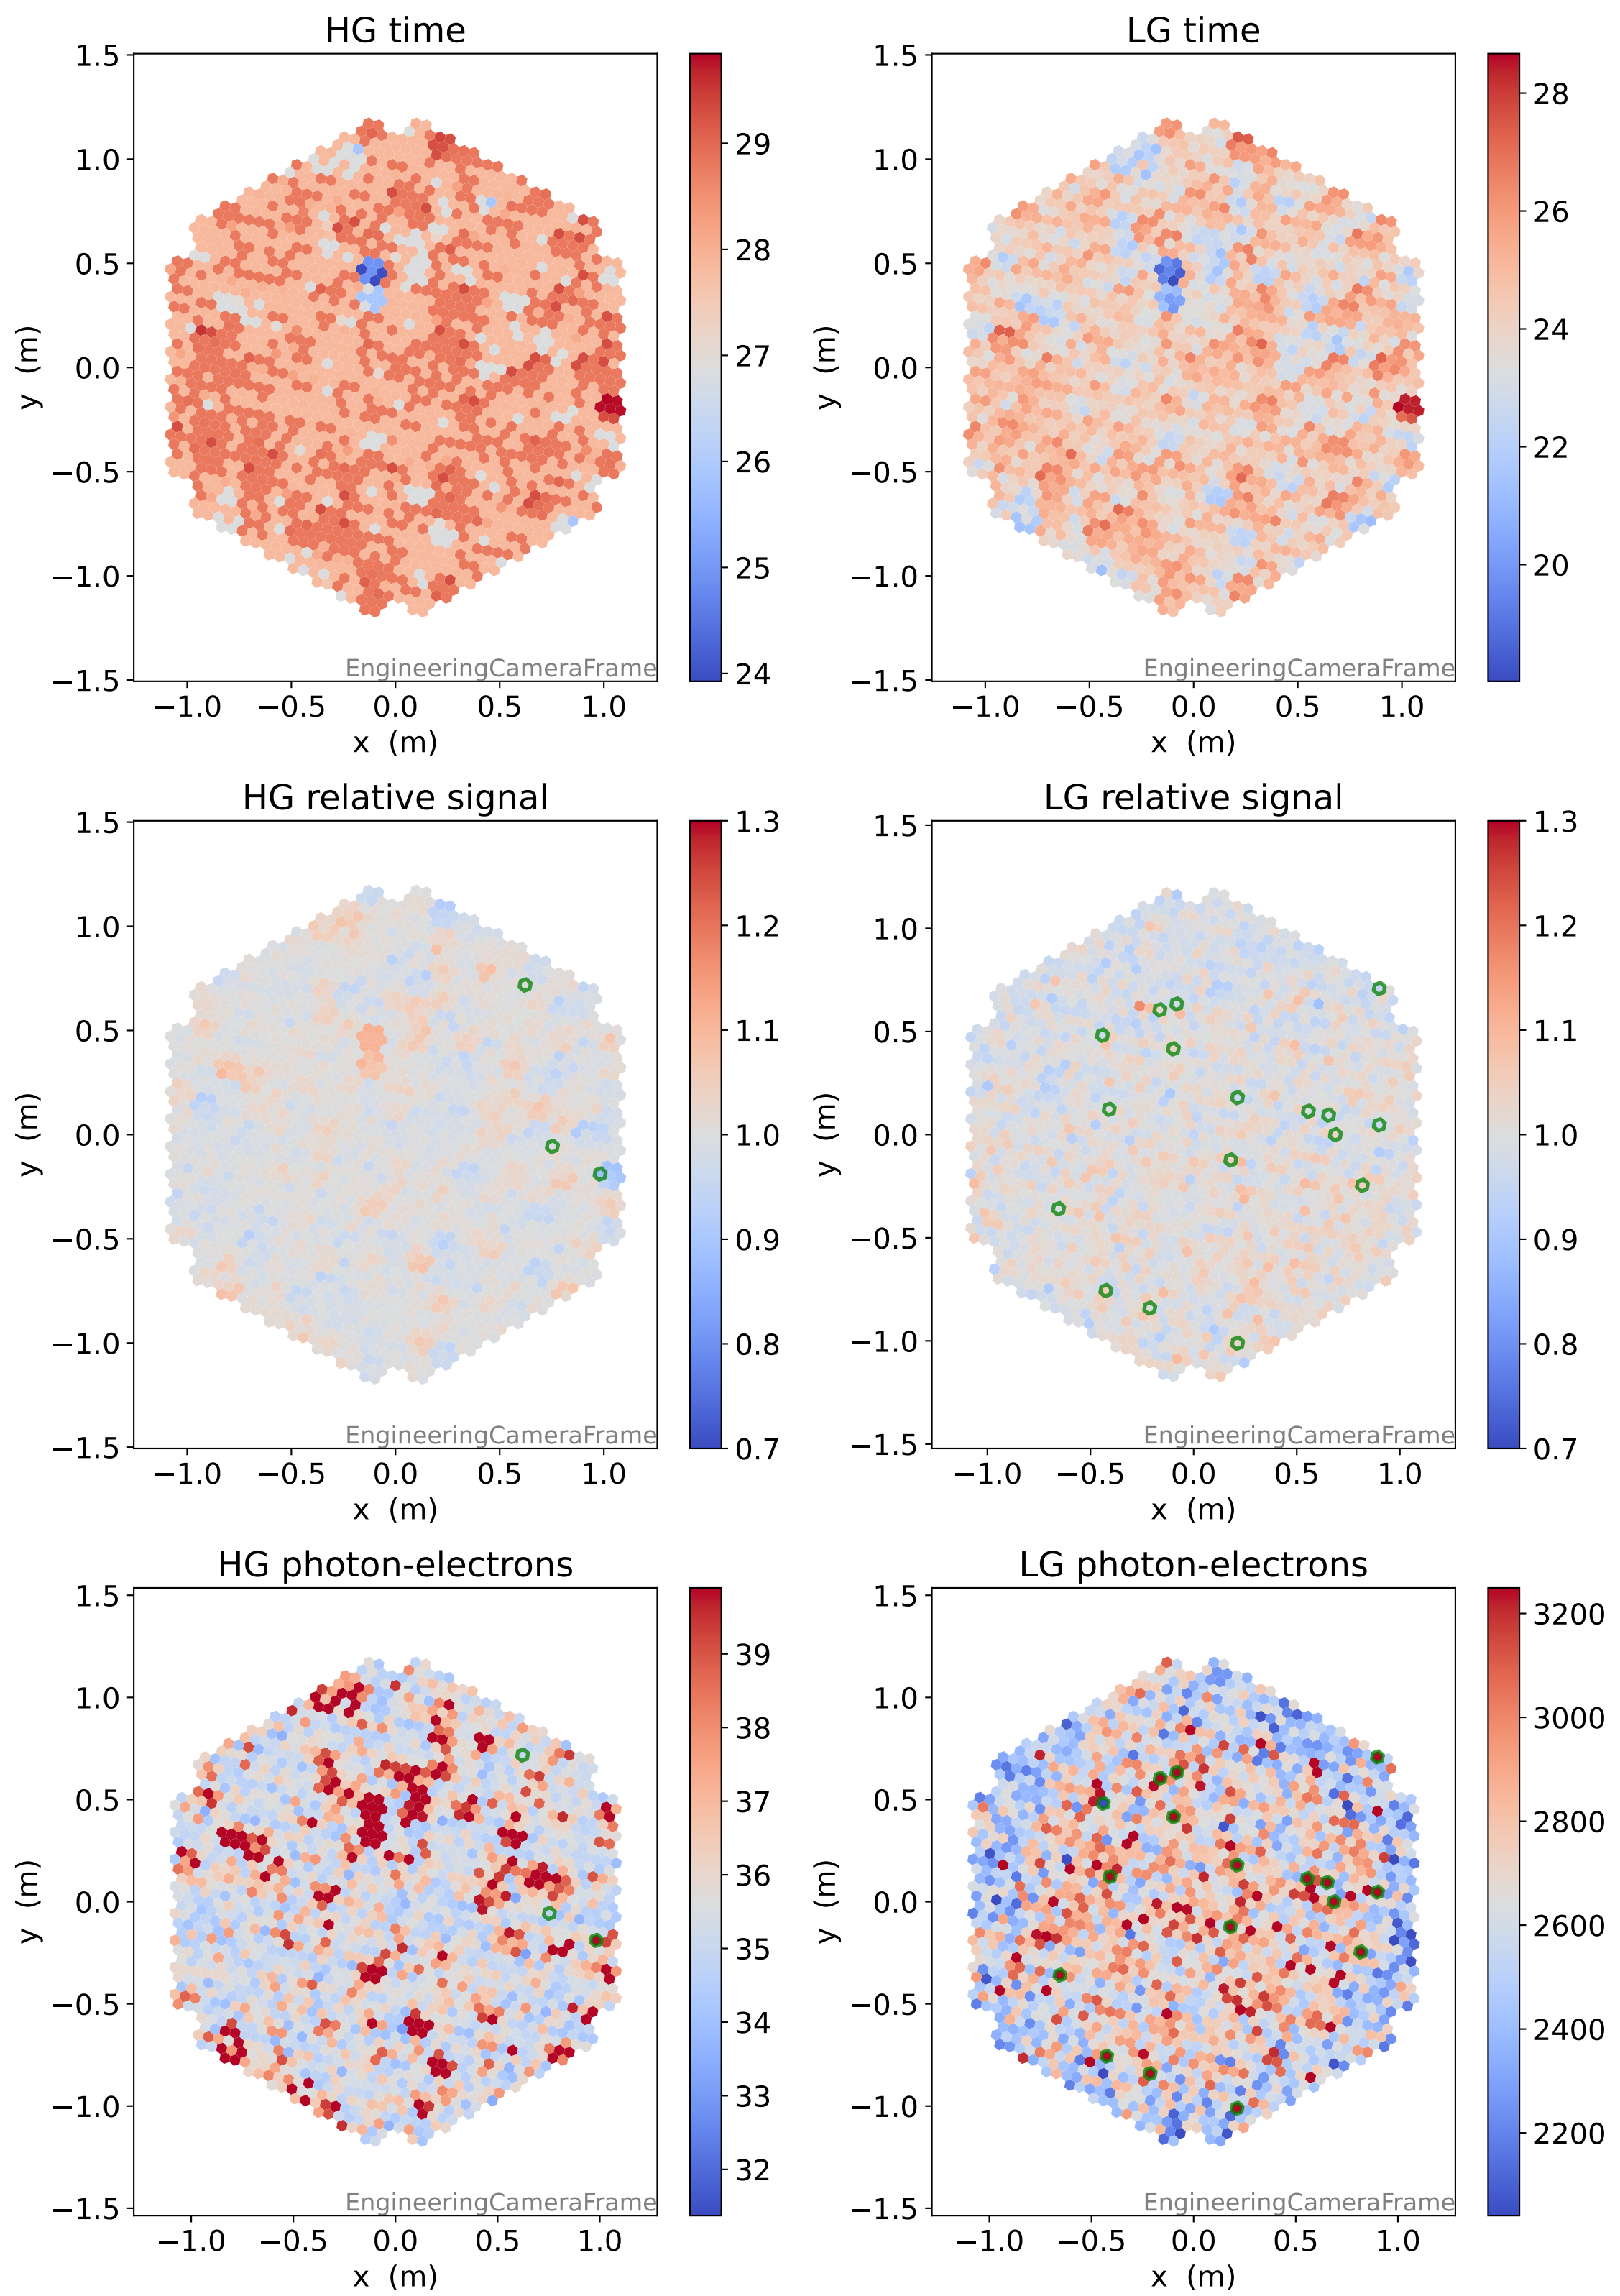 HG time
1.5
1.0
0.5
0.0
−0.5
−1.0
−1.5
y (m)
EngineeringCameraFrame
−1.0 −0.5 0.0 0.5 1.0
x (m)
29
28
27
26
25
24
LG time
1.5
1.0
0.5
0.0
−0.5
−1.0
−1.5
y (m)
EngineeringCameraFrame
−1.0 −0.5 0.0 0.5 1.0
x (m)
28
26
24
22
20
HG relative signal
1.5
1.0
0.5
0.0
−0.5
−1.0
−1.5
y (m)
EngineeringCameraFrame
−1.0 −0.5 0.0 0.5 1.0
x (m)
1.3
1.2
1.1
1.0
0.9
0.8
0.7
LG relative signal
1.5
1.0
0.5
0.0
−0.5
−1.0
−1.5
y (m)
EngineeringCameraFrame
−1.0 −0.5 0.0 0.5 1.0
x (m)
1.3
1.2
1.1
1.0
0.9
0.8
0.7
HG photon-electrons
1.5
1.0
0.5
0.0
−0.5
−1.0
−1.5
y (m)
EngineeringCameraFrame
−1.0 −0.5 0.0 0.5 1.0
x (m)
39
38
37
36
35
34
33
32
LG photon-electrons
1.5
1.0
0.5
0.0
−0.5
−1.0
−1.5
y (m)
EngineeringCameraFrame
−1.0 −0.5 0.0 0.5 1.0
x (m)
3200
3000
2800
2600
2400
2200